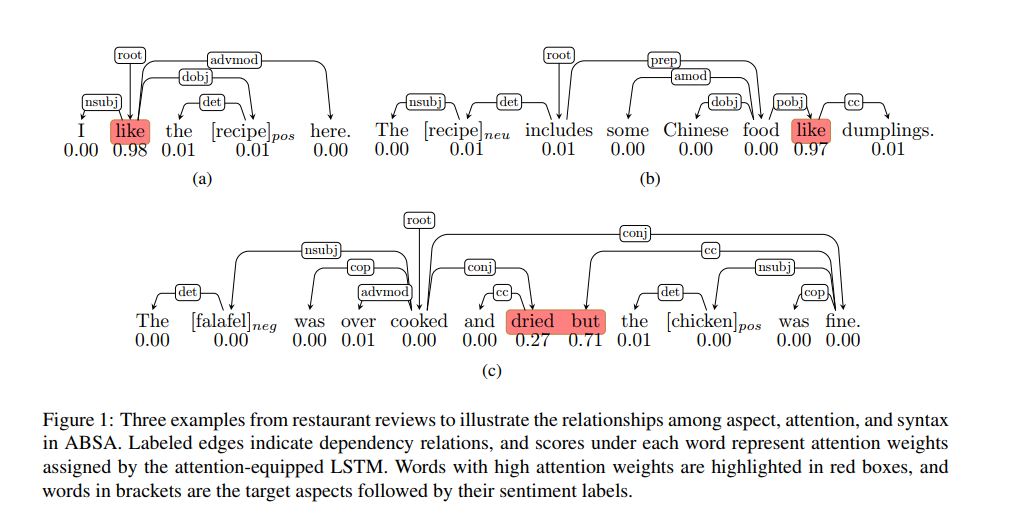 root
advmod
dobj
nsubj
det
I like the [recipe]pos here.
0.00 0.98 0.01 0.01 0.00
(a)
root
prep
amod
nsubj det dobj pobj cc
The [recipe]neu includes some Chinese food like dumplings.
0.00 0.01 0.01 0.00 0.00 0.00 0.97 0.01
(b)
root
conj
nsubj cc
cop conj nsubj
det advmod cc det cop
The [falafel]neg was over cooked and dried but the [chicken]pos was fine.
0.00 0.00 0.00 0.01 0.00 0.00 0.27 0.71 0.01 0.00 0.00 0.00
(c)
Figure 1: Three examples from restaurant reviews to illustrate the relationships among aspect, attention, and syntax
in ABSA. Labeled edges indicate dependency relations, and scores under each word represent attention weights
assigned by the attention-equipped LSTM. Words with high attention weights are highlighted in red boxes, and
words in brackets are the target aspects followed by their sentiment labels.